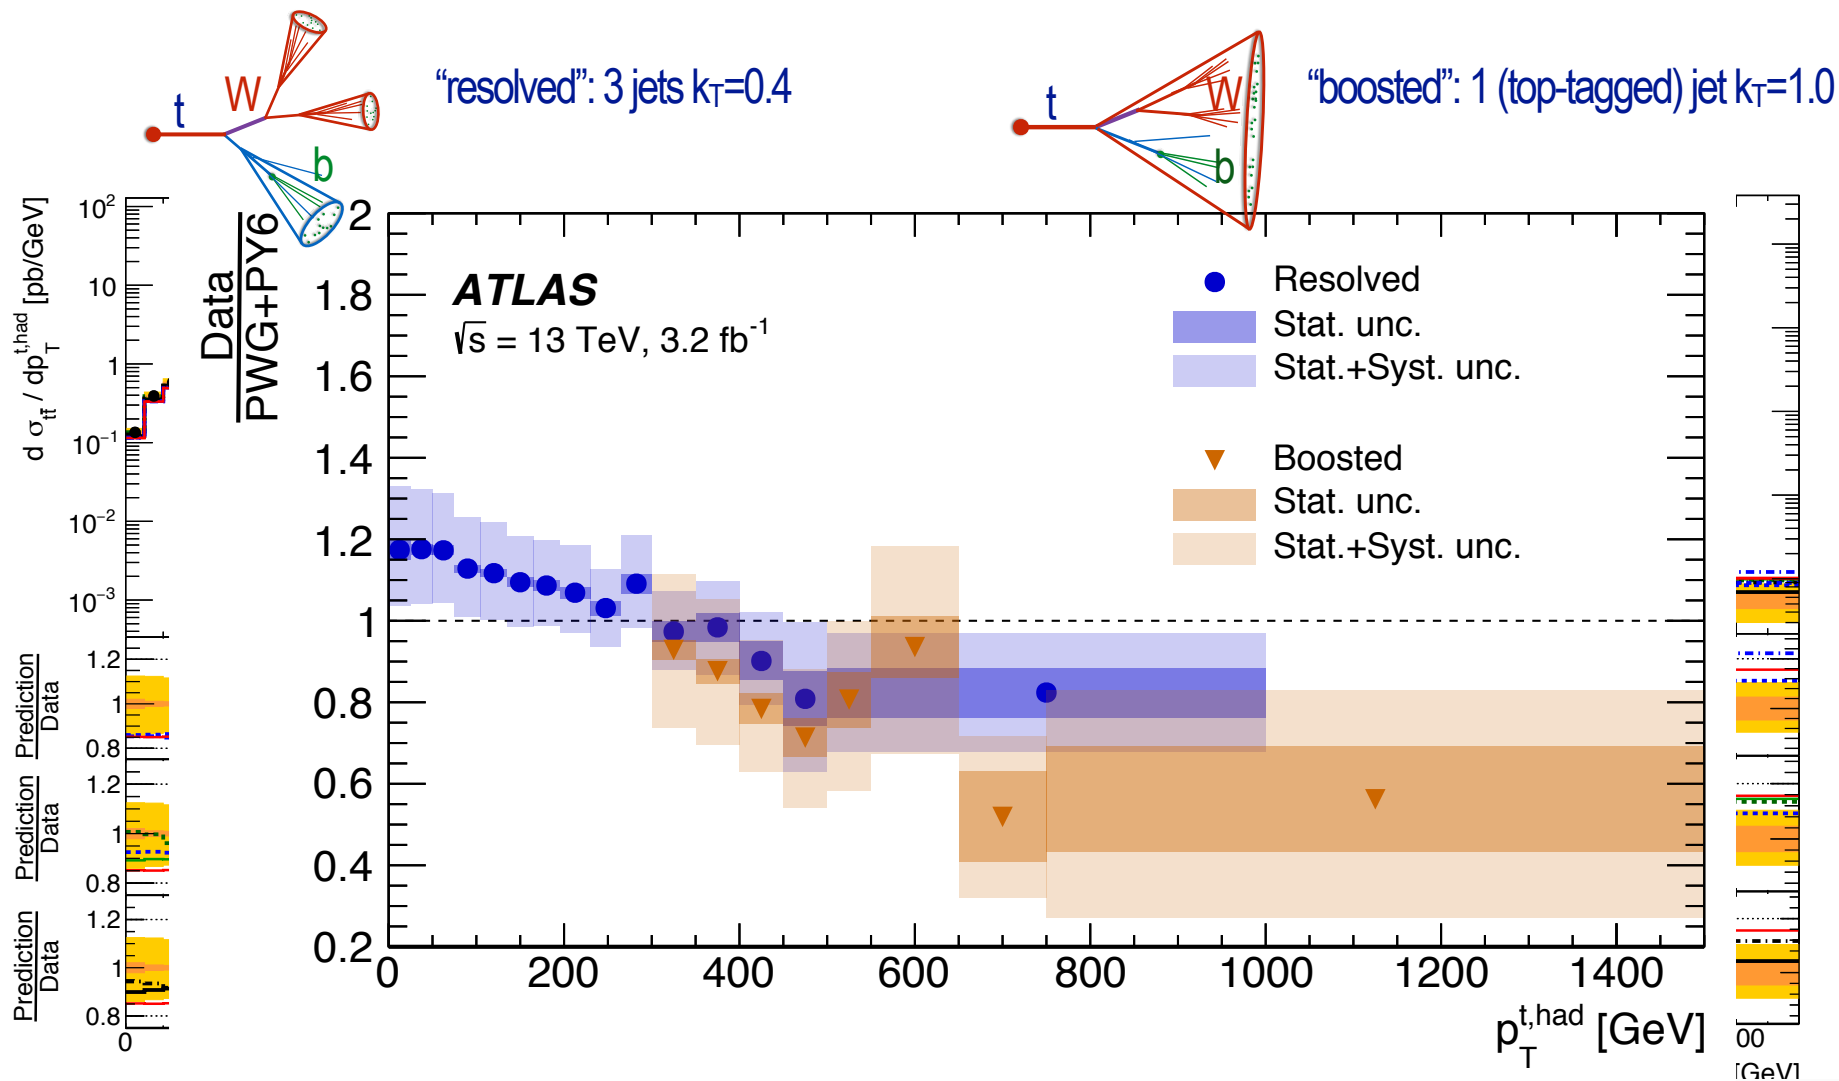 “resolved”: 3 jets kT=0.4
“boosted”: 1 (top-tagged) jet kT=1.0
t
W
b
t
W
b
d σtt̄ / dp_T^{t,had} [pb/GeV]
10²
10
1
10⁻¹
10⁻²
10⁻³
Prediction
Data
1.2
1
0.8
Prediction
Data
1.2
1
0.8
Prediction
Data
1.2
1
0.8
0
Data
PWG+PY6
2
1.8
1.6
1.4
1.2
1
0.8
0.6
0.4
0.2
ATLAS
√s = 13 TeV, 3.2 fb⁻¹
Resolved
Stat. unc.
Stat.+Syst. unc.
Boosted
Stat. unc.
Stat.+Syst. unc.
0 200 400 600 800 1000 1200 1400
p_T^{t,had} [GeV]
00
[GeV]